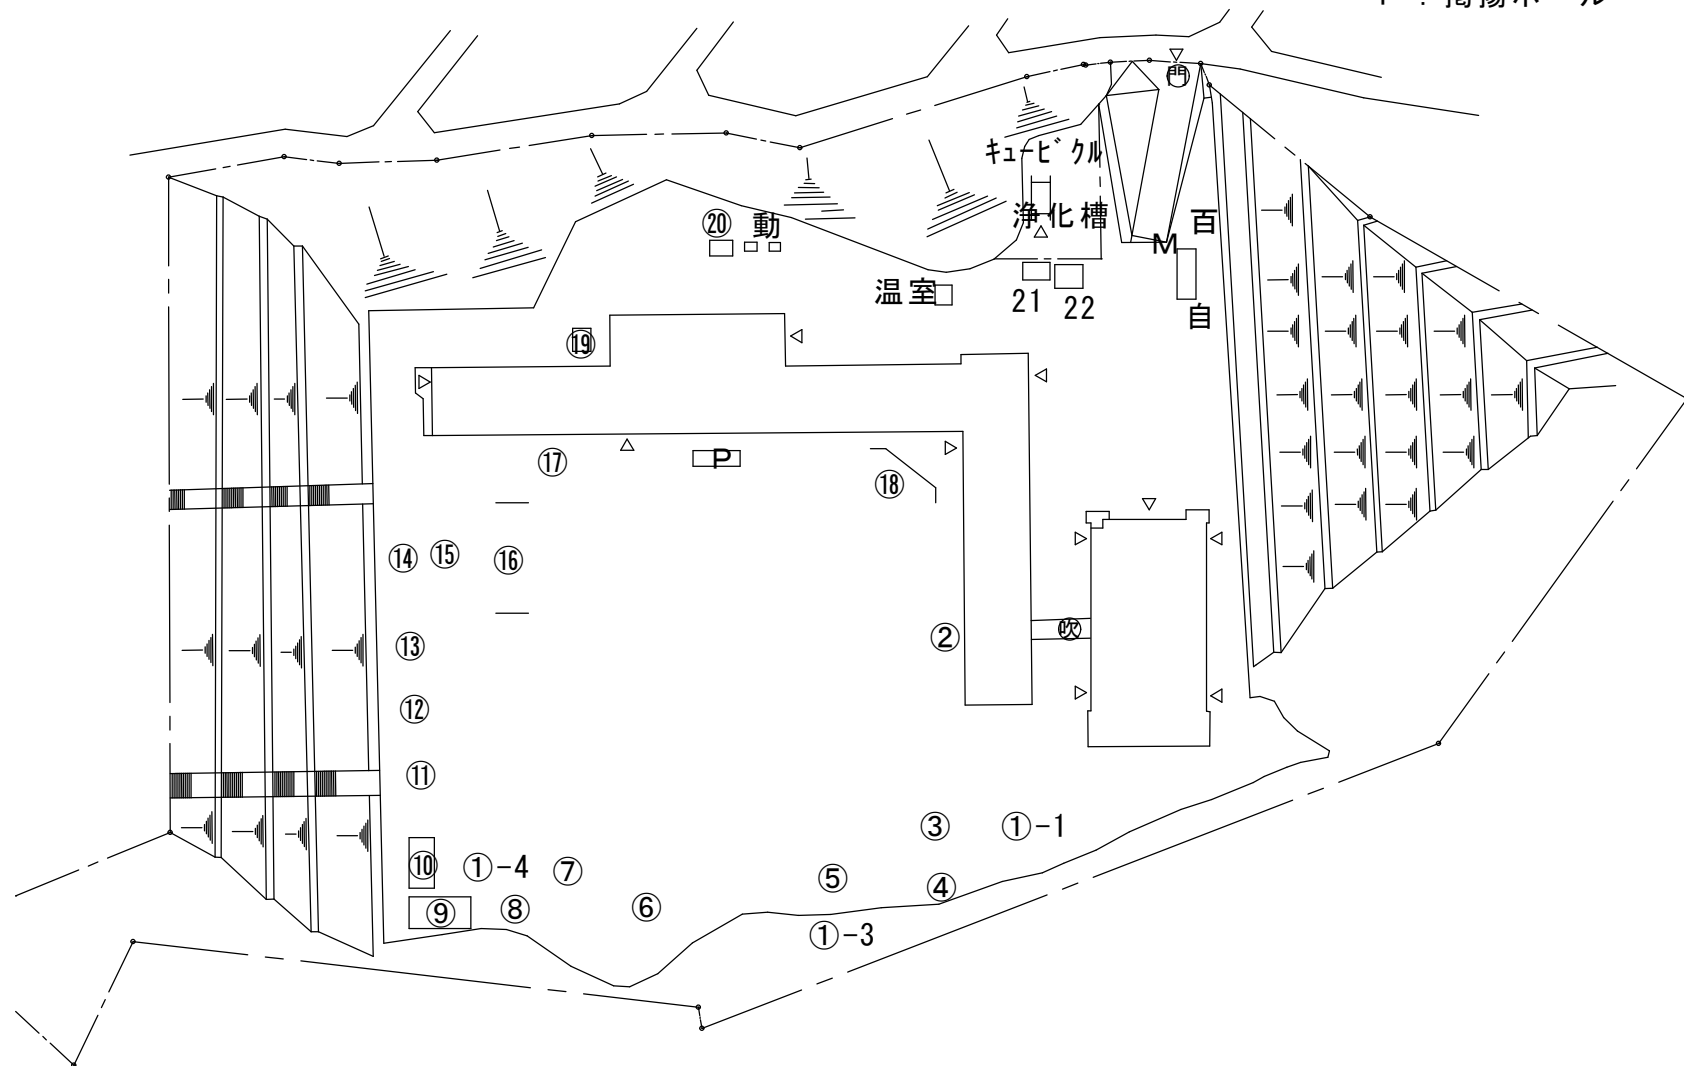 門
キュービクル
浄化槽
百
⑳
動
M
温室
21
22
自
⑲
⑰
P
⑱
⑭
⑮
⑯
⑬
②
吹
⑫
⑪
③
①-1
⑩
①-4
⑦
⑤
④
⑨
⑧
⑥
①-3